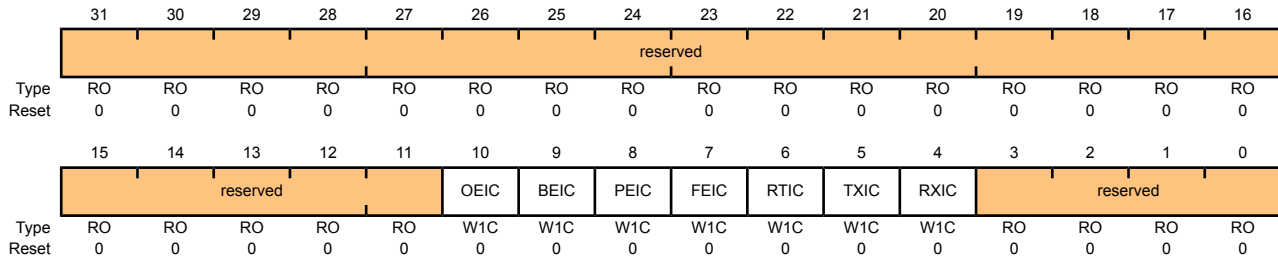 31 30 29 28 27 26 25 24 23 22 21 20 19 18 17 16
reserved
Type RO RO RO RO RO RO RO RO RO RO RO RO RO RO RO RO
Reset 0 0 0 0 0 0 0 0 0 0 0 0 0 0 0 0
15 14 13 12 11 10 9 8 7 6 5 4 3 2 1 0
reserved OEIC BEIC PEIC FEIC RTIC TXIC RXIC reserved
Type RO RO RO RO RO W1C W1C W1C W1C W1C W1C W1C RO RO RO RO
Reset 0 0 0 0 0 0 0 0 0 0 0 0 0 0 0 0